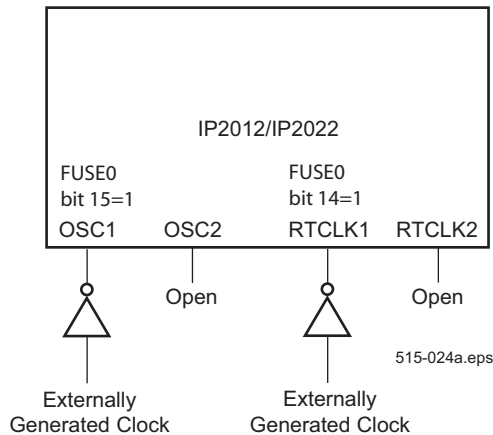 IP2012/IP2022
FUSE0 FUSE0
bit 15=1 bit 14=1
OSC1 OSC2 RTCLK1 RTCLK2
Open Open
515-024a.eps
Externally Externally
Generated Clock Generated Clock